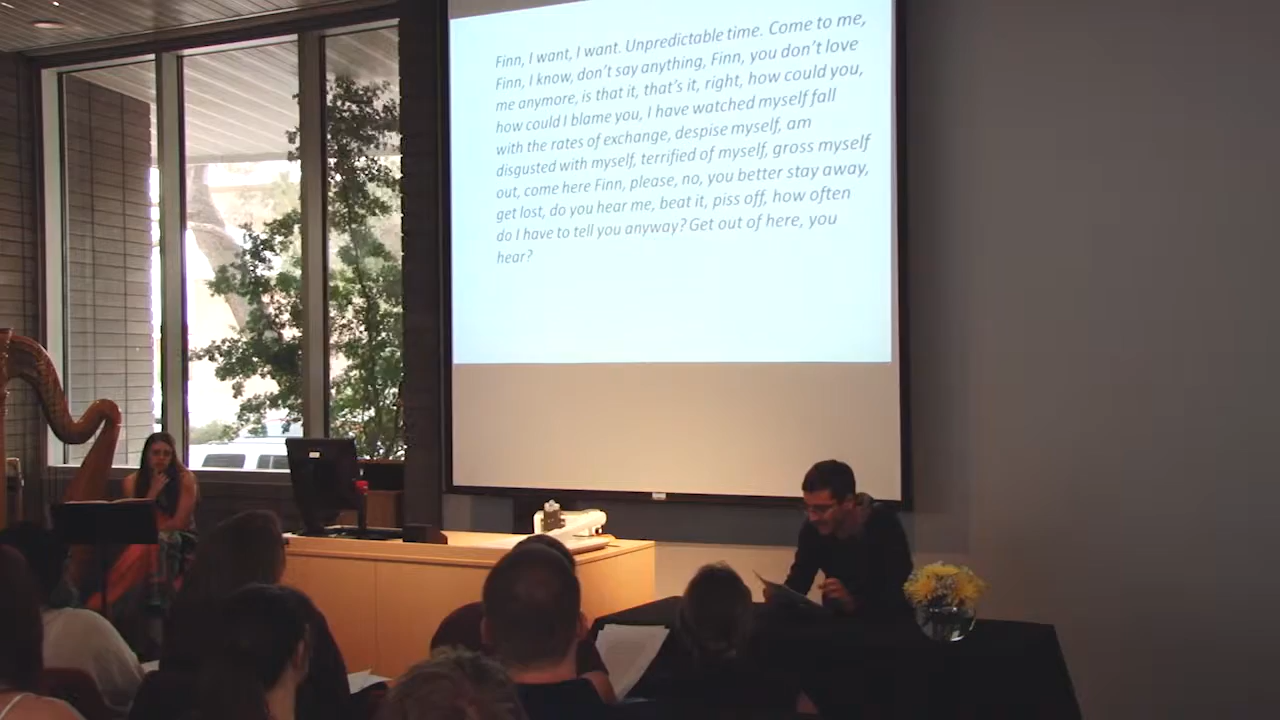 Finn, I want, I want. Unpredictable time. Come to me,
Finn, I know, don't say anything, Finn, you don't love
me anymore, is that it, that's it, right, how could you,
how could I blame you, I have watched myself fall
with the rates of exchange, despise myself, am
disgusted with myself, terrified of myself, gross myself
out, come here Finn, please, no, you better stay away,
get lost, do you hear me, beat it, piss off, how often
do I have to tell you anyway? Get out of here, you
hear?